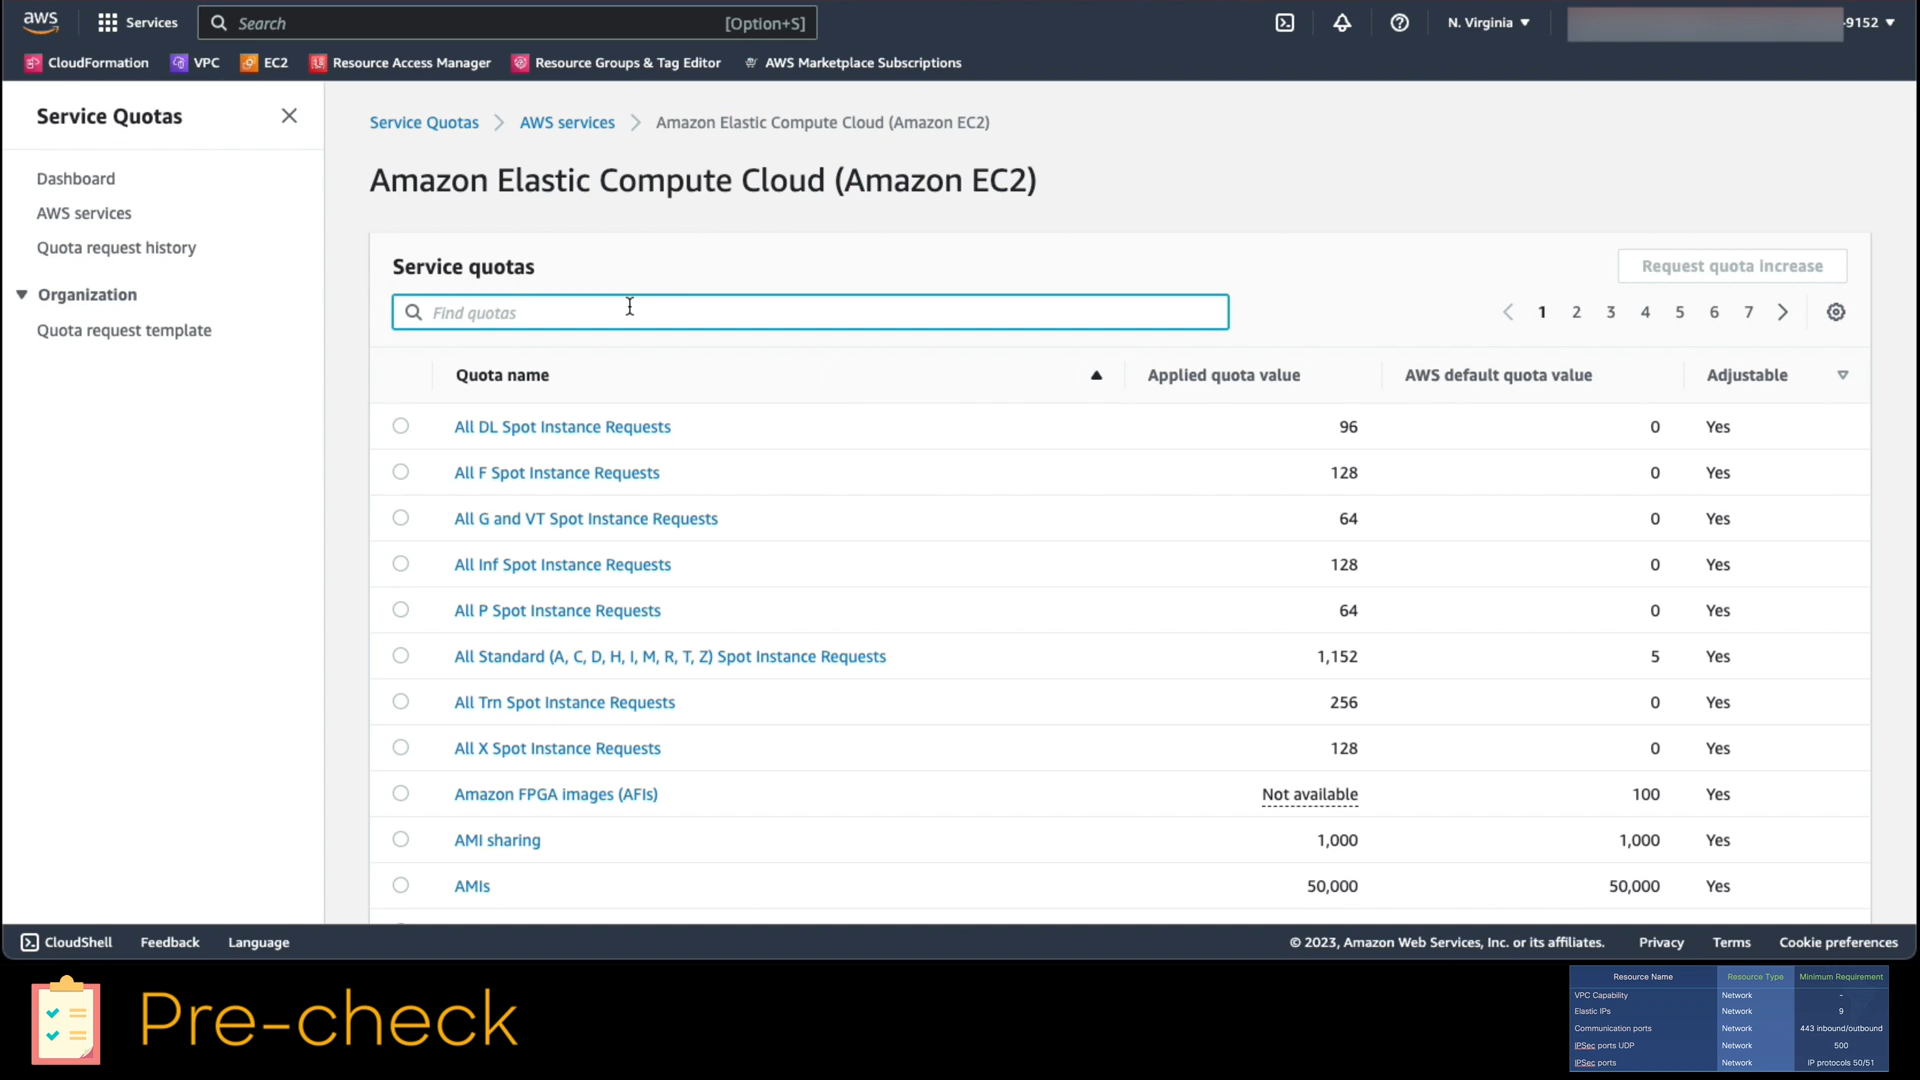 aws
Services
Search
[Option+S]
N. Virginia
-9152
CloudFormation
VPC
EC2
Resource Access Manager
Resource Groups & Tag Editor
AWS Marketplace Subscriptions
Service Quotas
Dashboard
AWS services
Quota request history
Organization
Quota request template
Service Quotas > AWS services > Amazon Elastic Compute Cloud (Amazon EC2)
Amazon Elastic Compute Cloud (Amazon EC2)
Service quotas
Request quota increase
Find quotas
1 2 3 4 5 6 7
Quota name Applied quota value AWS default quota value Adjustable
All DL Spot Instance Requests 96 0 Yes
All F Spot Instance Requests 128 0 Yes
All G and VT Spot Instance Requests 64 0 Yes
All Inf Spot Instance Requests 128 0 Yes
All P Spot Instance Requests 64 0 Yes
All Standard (A, C, D, H, I, M, R, T, Z) Spot Instance Requests 1,152 5 Yes
All Trn Spot Instance Requests 256 0 Yes
All X Spot Instance Requests 128 0 Yes
Amazon FPGA images (AFIs) Not available 100 Yes
AMI sharing 1,000 1,000 Yes
AMIs 50,000 50,000 Yes
CloudShell Feedback Language
© 2023, Amazon Web Services, Inc. or its affiliates. Privacy Terms Cookie preferences
Pre-check
Resource Name Resource Type Minimum Requirement
VPC Capability Network -
Elastic IPs Network 9
Communication ports Network 443 inbound/outbound
IPSec ports UDP Network 500
IPSec ports Network IP protocols 50/51